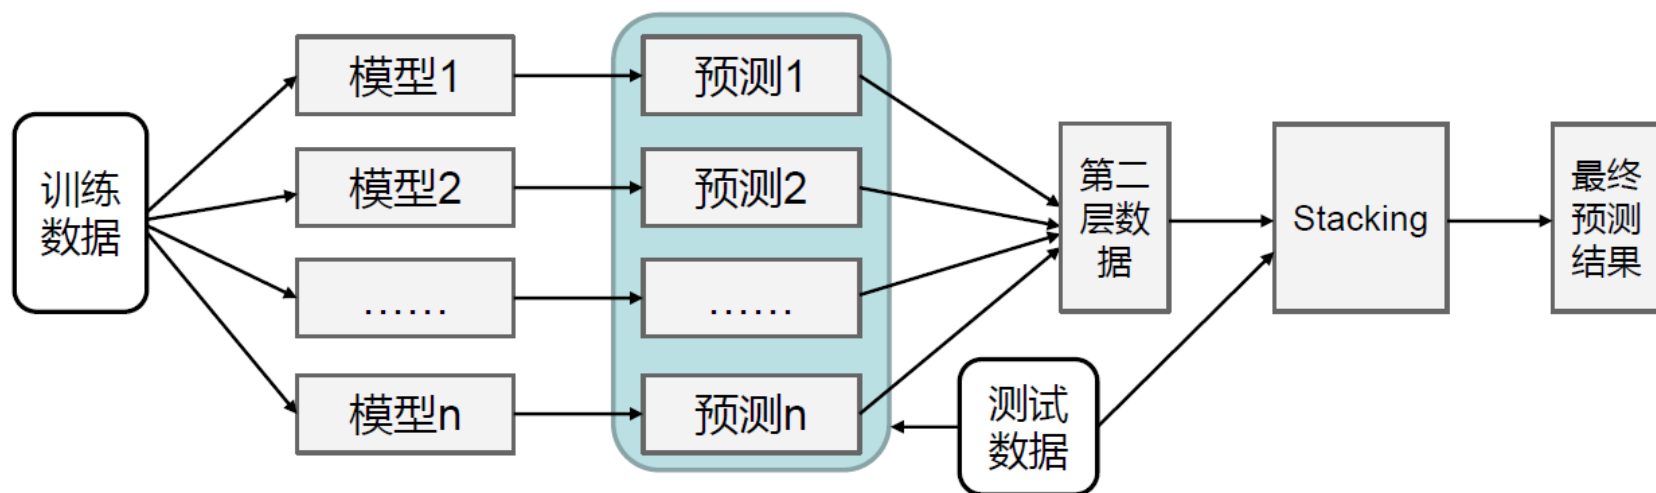 训练
数据
模型1
模型2
......
模型n
预测1
预测2
......
预测n
第二
层数
据
测试
数据
Stacking
最终
预测
结果